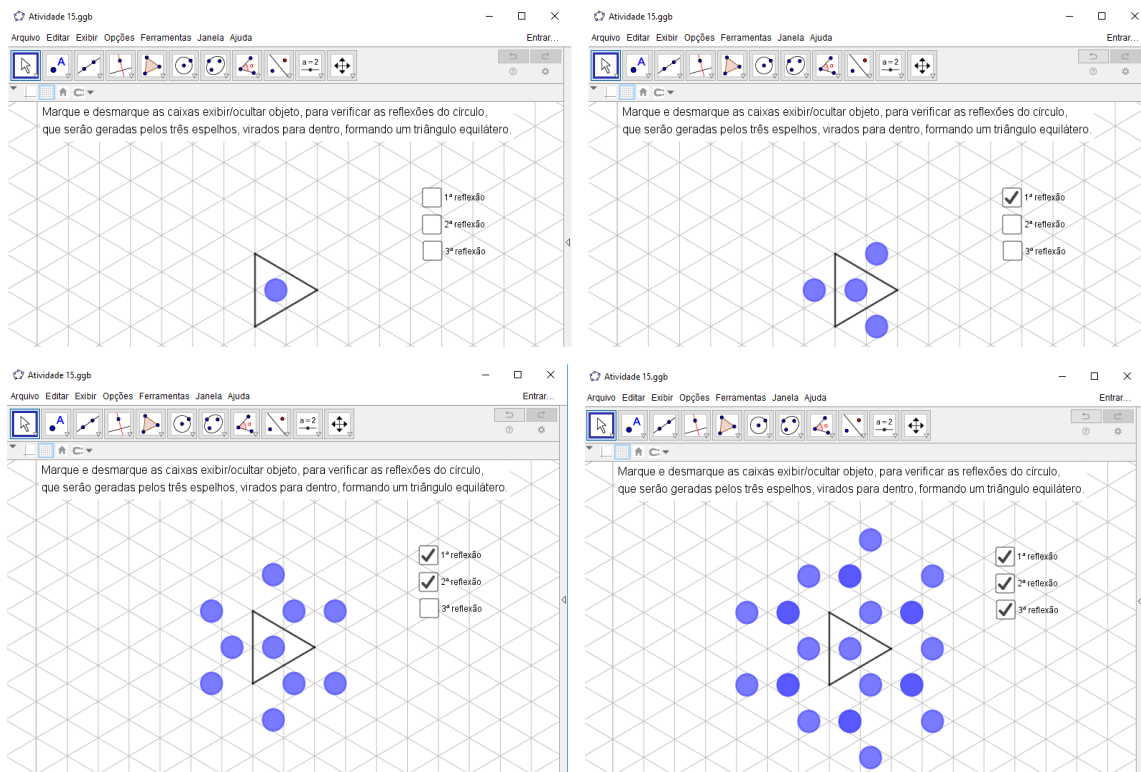 Atividade 15.ggb
Arquivo Editar Exibir Opções Ferramentas Janela Ajuda
Entrar...
A
α
a=2
Marque e desmarque as caixas exibir/ocultar objeto, para verificar as reflexões do círculo,
que serão geradas pelos três espelhos, virados para dentro, formando um triângulo equilátero.
1ª reflexão
2ª reflexão
3ª reflexão
Atividade 15.ggb
Arquivo Editar Exibir Opções Ferramentas Janela Ajuda
Entrar...
A
α
a=2
Marque e desmarque as caixas exibir/ocultar objeto, para verificar as reflexões do círculo,
que serão geradas pelos três espelhos, virados para dentro, formando um triângulo equilátero.
1ª reflexão
2ª reflexão
3ª reflexão
Atividade 15.ggb
Arquivo Editar Exibir Opções Ferramentas Janela Ajuda
Entrar...
A
α
a=2
Marque e desmarque as caixas exibir/ocultar objeto, para verificar as reflexões do círculo,
que serão geradas pelos três espelhos, virados para dentro, formando um triângulo equilátero.
1ª reflexão
2ª reflexão
3ª reflexão
Atividade 15.ggb
Arquivo Editar Exibir Opções Ferramentas Janela Ajuda
Entrar...
A
α
a=2
Marque e desmarque as caixas exibir/ocultar objeto, para verificar as reflexões do círculo,
que serão geradas pelos três espelhos, virados para dentro, formando um triângulo equilátero.
1ª reflexão
2ª reflexão
3ª reflexão